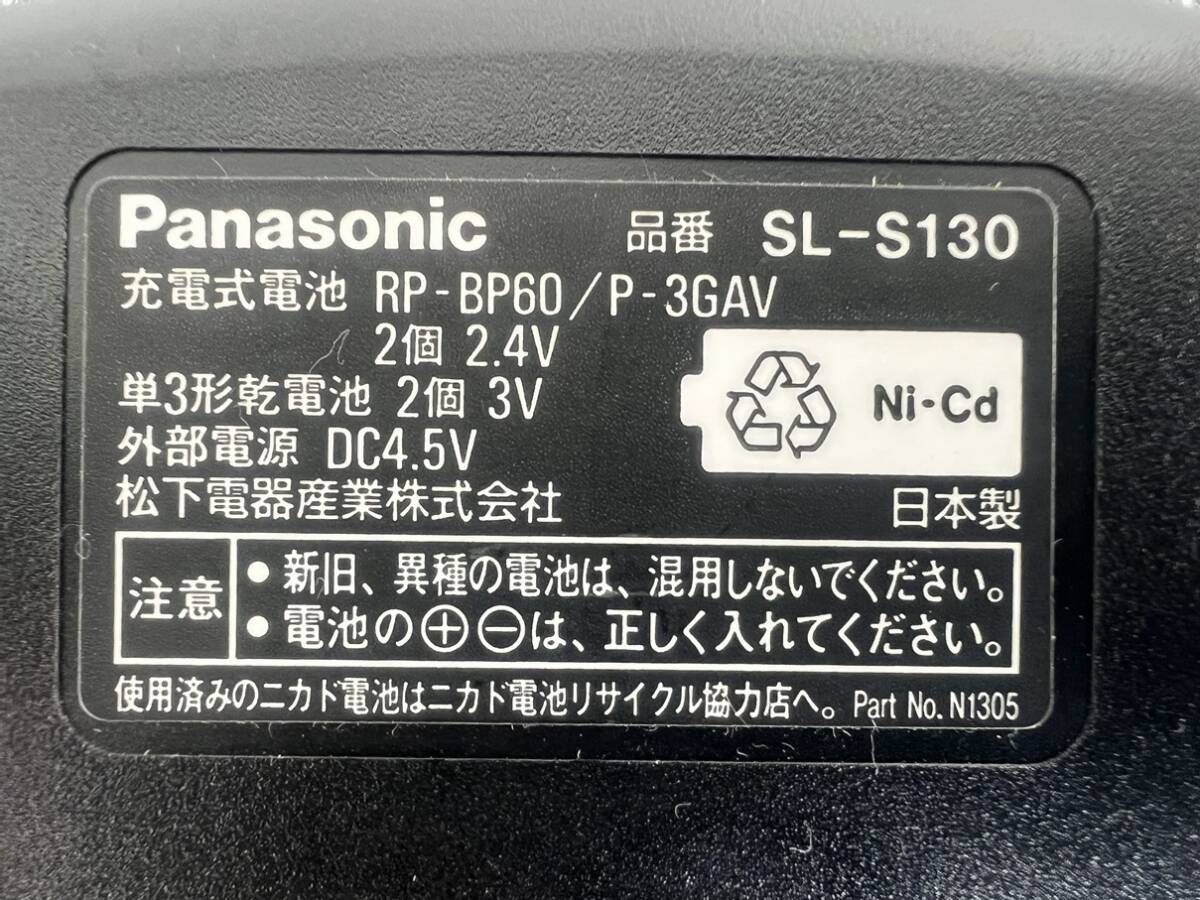 Panasonic 品番 SL-S130
充電式電池 RP-BP60/P-3GAV
2個 2.4V
単3形乾電池 2個 3V
外部電源 DC4.5V
Ni-Cd
松下電器産業株式会社 日本製
注意
• 新旧、異種の電池は、混用しないでください。
• 電池の⊕⊖は、正しく入れてください。
使用済みのニカド電池はニカド電池リサイクル協力店へ。 Part No. N1305